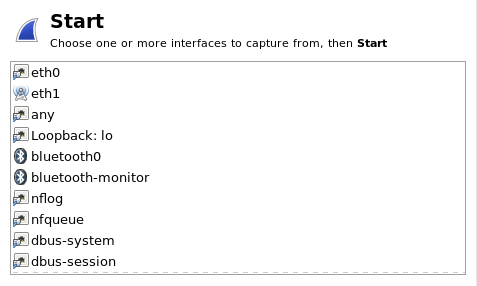 Start
Choose one or more interfaces to capture from, then Start
eth0
eth1
any
Loopback: lo
bluetooth0
bluetooth-monitor
nflog
nfqueue
dbus-system
dbus-session